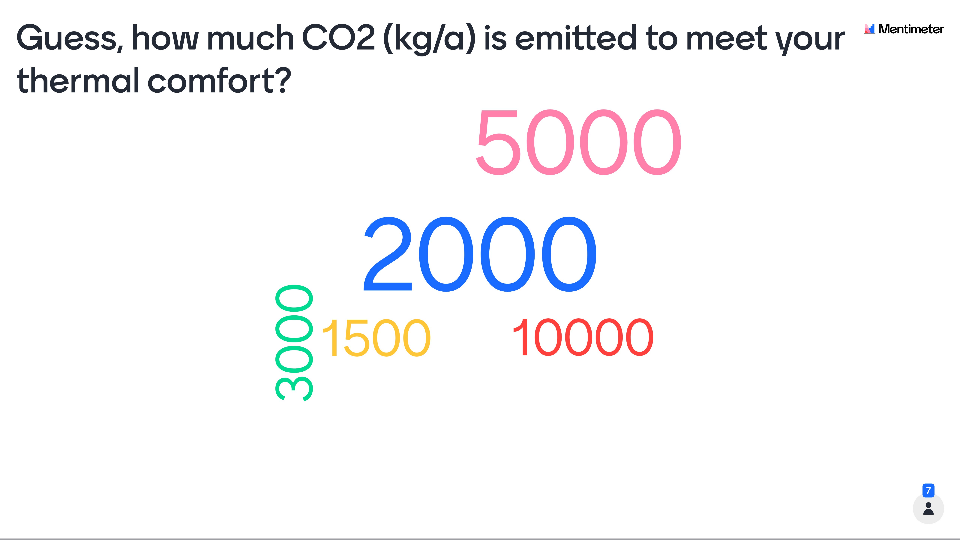 Guess, how much CO2 (kg/a) is emitted to meet your
thermal comfort?
Mentimeter
5000
2000
3000
1500
10000
7